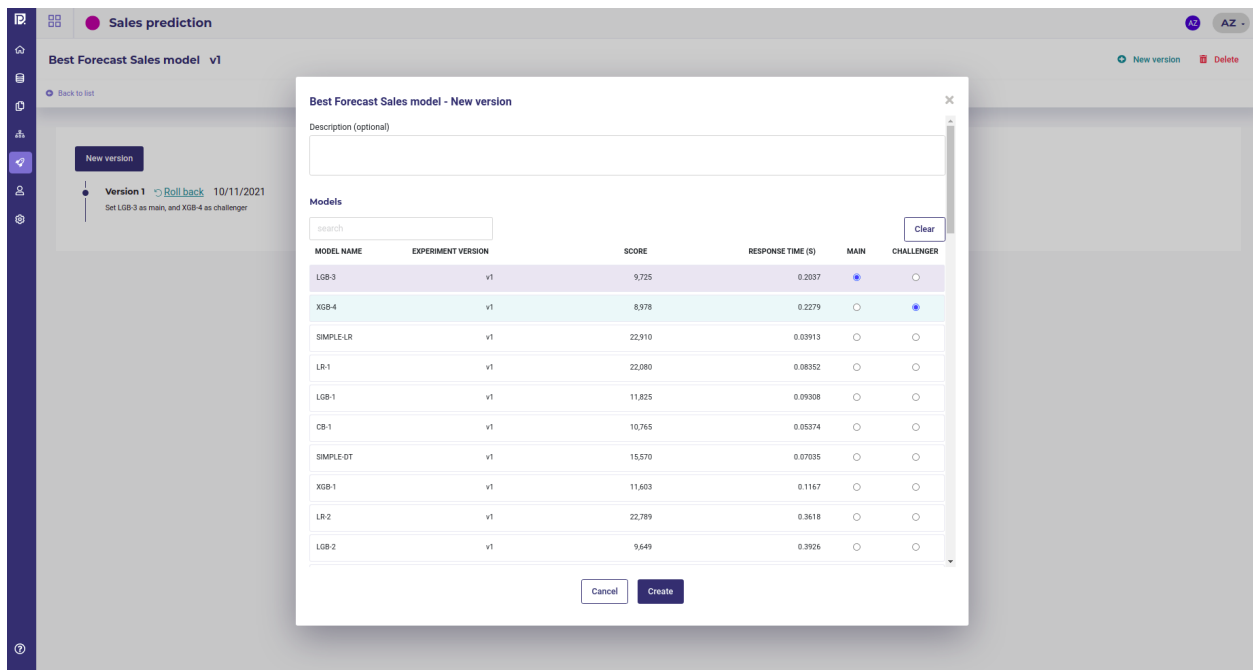 P.
Sales prediction
AZ
AZ
Best Forecast Sales model v1
New version
Delete
Back to list
New version
Version 1 Roll back 10/11/2021
Set LGB-3 as main, and XGB-4 as challenger
Best Forecast Sales model - New version
Description (optional)
Models
search
Clear
MODEL NAME EXPERIMENT VERSION SCORE RESPONSE TIME (S) MAIN CHALLENGER
LGB-3 v1 9,725 0.2037
XGB-4 v1 8,978 0.2279
SIMPLE-LR v1 22,910 0.03913
LR-1 v1 22,080 0.08352
LGB-1 v1 11,825 0.09308
CB-1 v1 10,765 0.05374
SIMPLE-DT v1 15,570 0.07035
XGB-1 v1 11,603 0.1167
LR-2 v1 22,789 0.3618
LGB-2 v1 9,649 0.3926
Cancel
Create